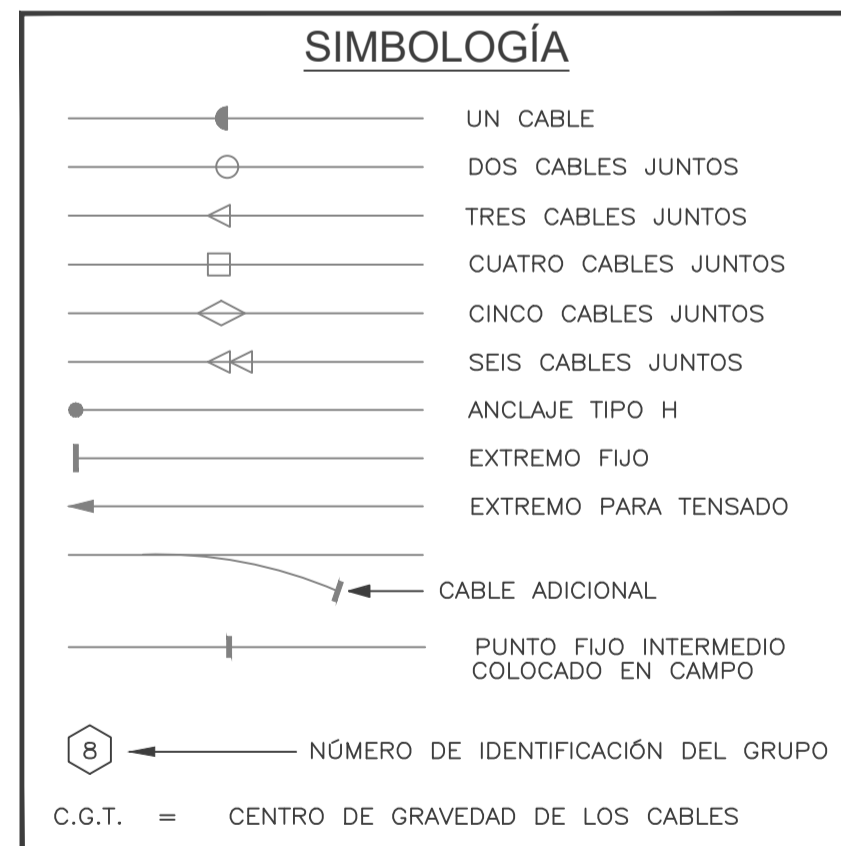 SIMBOLOGÍA
UN CABLE
DOS CABLES JUNTOS
TRES CABLES JUNTOS
CUATRO CABLES JUNTOS
CINCO CABLES JUNTOS
SEIS CABLES JUNTOS
ANCLAJE TIPO H
EXTREMO FIJO
EXTREMO PARA TENSADO
CABLE ADICIONAL
PUNTO FIJO INTERMEDIO
COLOCADO EN CAMPO
8 NÚMERO DE IDENTIFICACIÓN DEL GRUPO
C.G.T. = CENTRO DE GRAVEDAD DE LOS CABLES